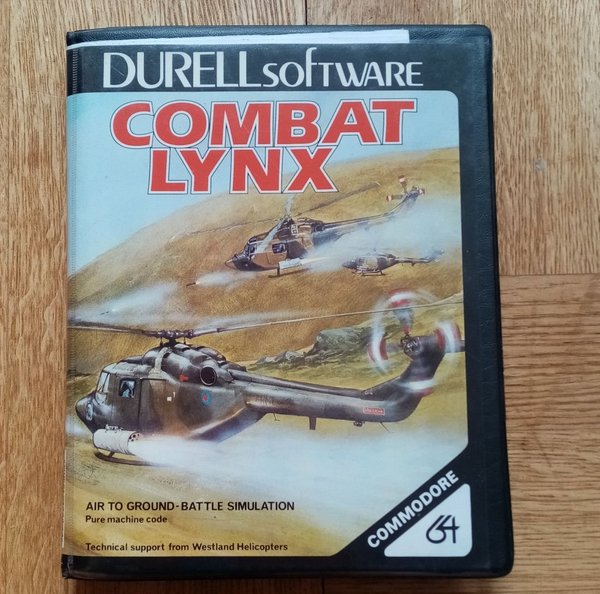 DURELL SOFTWARE
COMBAT
LYNX
AIR TO GROUND-BATTLE SIMULATION
Pure machine code
Technical support from Westland Helicopters
COMMODORE
64